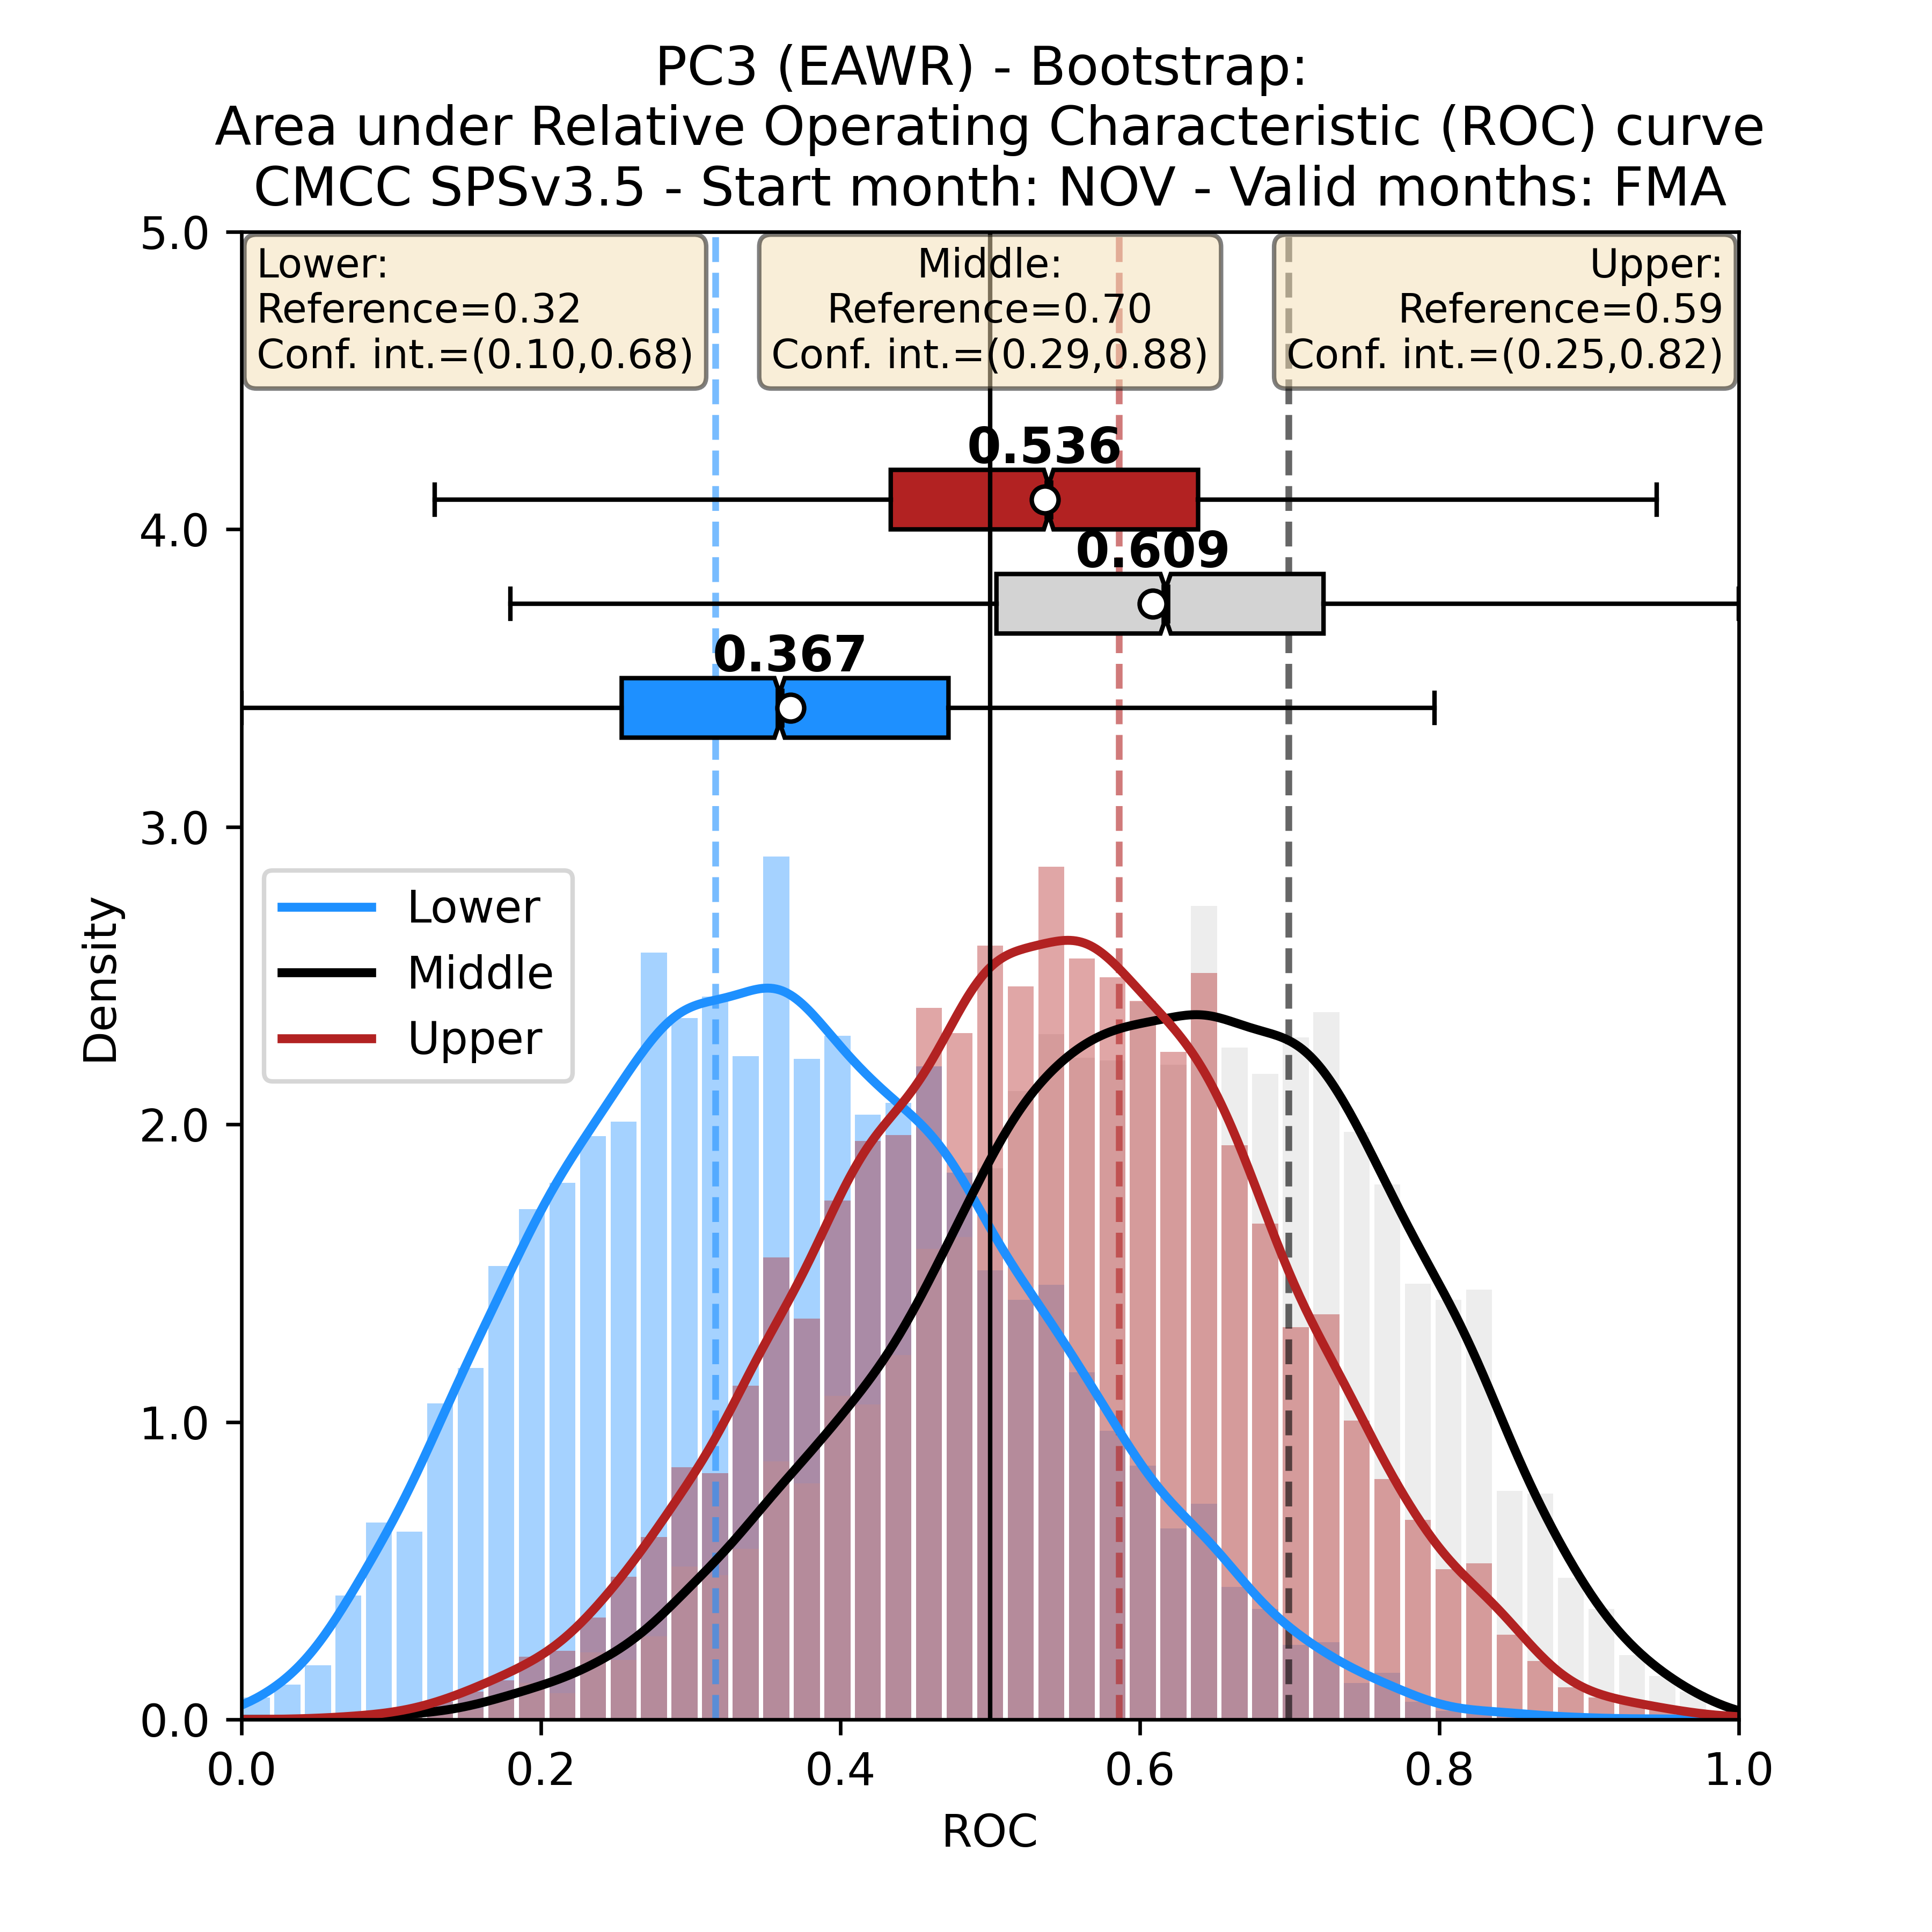 PC3 (EAWR) - Bootstrap:
Area under Relative Operating Characteristic (ROC) curve
CMCC SPSv3.5 - Start month: NOV - Valid months: FMA
Lower:
Reference=0.32
Conf. int.=(0.10,0.68)
Middle:
Reference=0.70
Conf. int.=(0.29,0.88)
Upper:
Reference=0.59
Conf. int.=(0.25,0.82)
0.536
0.609
0.367
5.0
4.0
3.0
2.0
1.0
0.0
Density
Lower
Middle
Upper
0.0
0.2
0.4
0.6
0.8
1.0
ROC